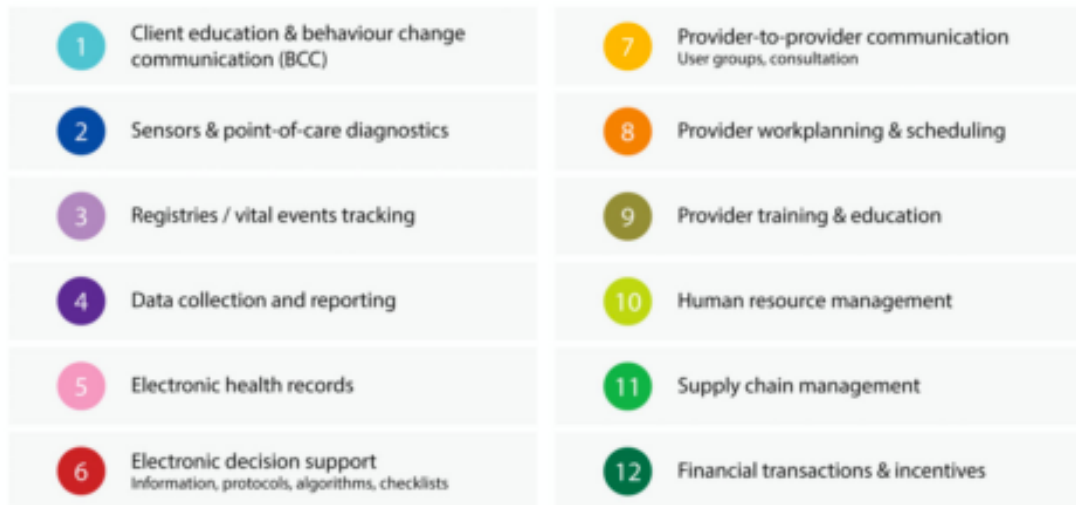 1
Client education & behaviour change
communication (BCC)
2
Sensors & point-of-care diagnostics
3
Registries / vital events tracking
4
Data collection and reporting
5
Electronic health records
6
Electronic decision support
Information, protocols, algorithms, checklists
7
Provider-to-provider communication
User groups, consultation
8
Provider workplanning & scheduling
9
Provider training & education
10
Human resource management
11
Supply chain management
12
Financial transactions & incentives